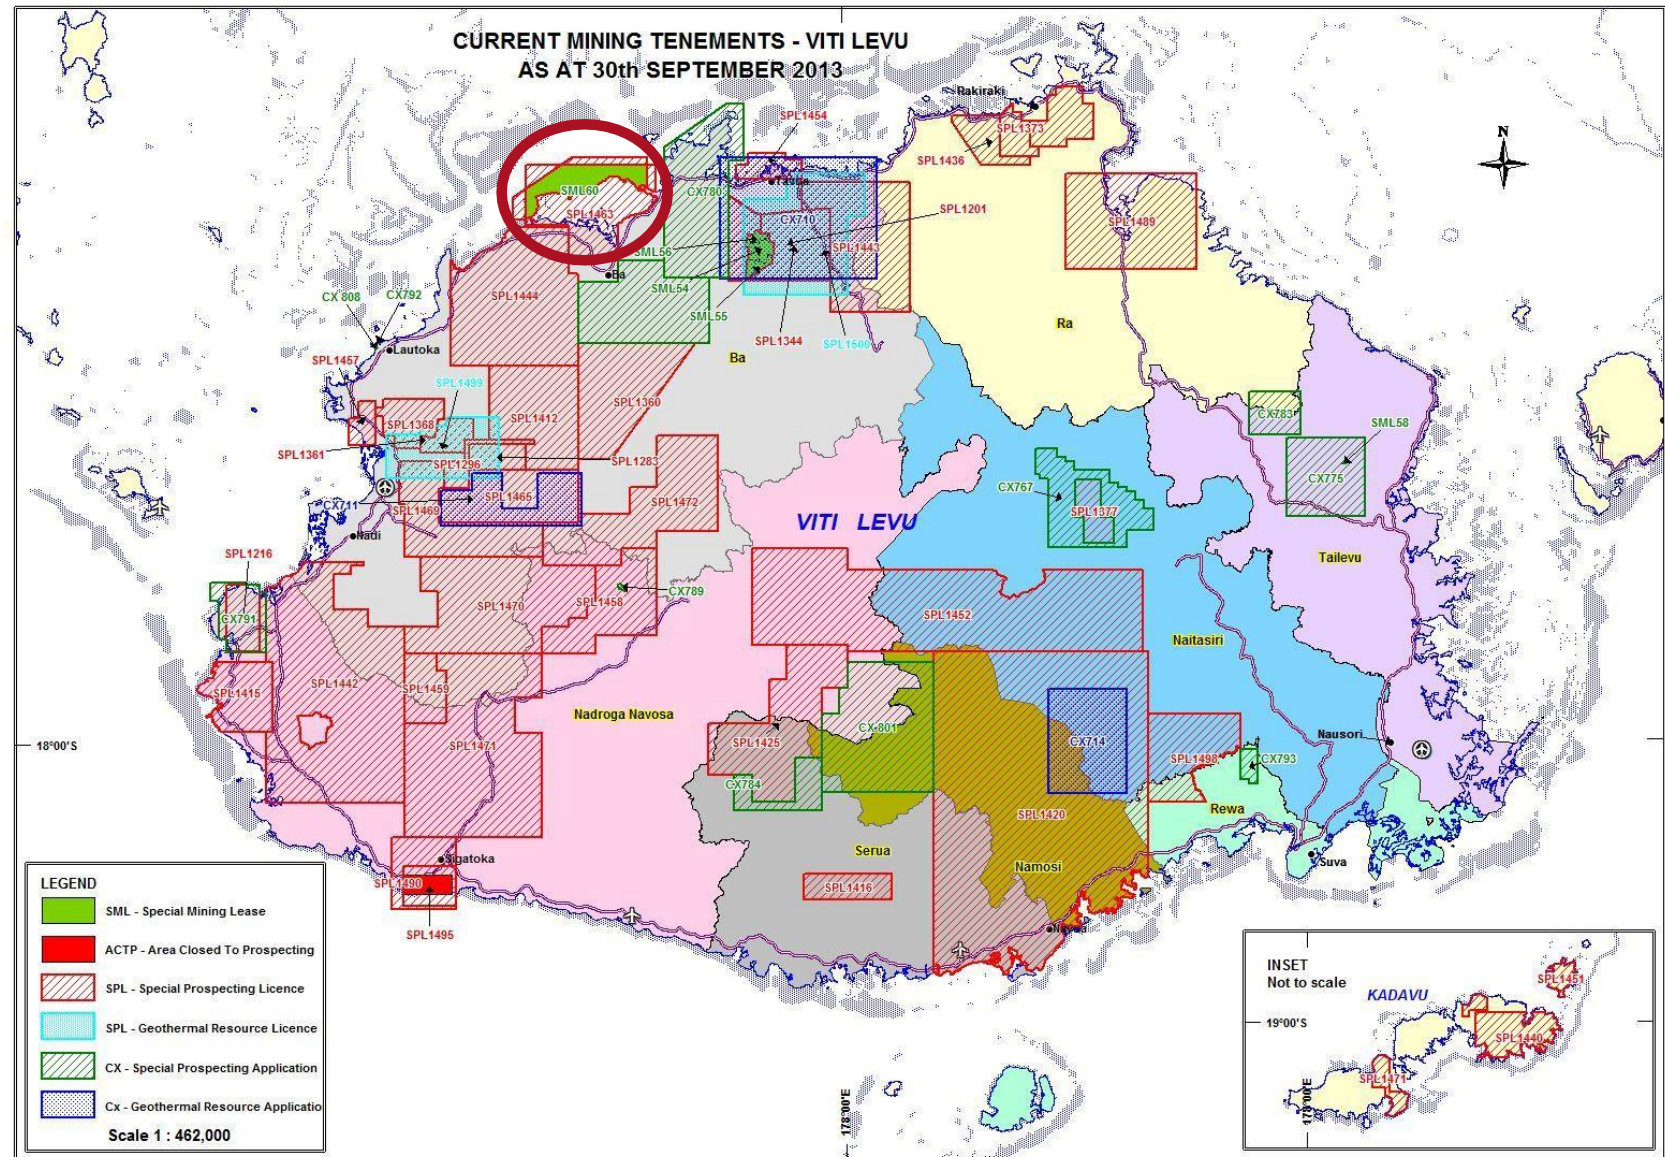 CURRENT MINING TENEMENTS - VITI LEVU
AS AT 30th SEPTEMBER 2013
N
Rakiraki
SPL1454
SPL1373
SPL1436
Tavua
SML60
CX780
SPL1463
CX710
SPL1201
SPL1489
SML56
SPL1443
Ba
SML54
CX 808
CX792
SPL1444
SML55
SPL1344
SPL1500
Ra
Lautoka
SPL1457
Ba
SPL1499
SPL1412
SPL1360
SPL1368
CX783
SML58
SPL1361
SPL1296
SPL1283
CX775
CX767
SPL1465
SPL1472
CX711
SPL1469
SPL1377
VITI LEVU
Nadi
SPL1216
Tailevu
CX789
SPL1470
SPL1458
SPL1452
CX791
Naitasiri
SPL1442
SPL1459
SPL1415
Nadroga Navosa
CX 801
Nausori
18°00'S
SPL1471
SPL1425
CX714
SPL1498
CX793
CX784
Rewa
SPL1420
Serua
Suva
Sigatoka
Namosi
SPL1490
SPL1416
SPL1495
Navua
LEGEND
SML - Special Mining Lease
ACTP - Area Closed To Prospecting
SPL - Special Prospecting Licence
SPL - Geothermal Resource Licence
CX - Special Prospecting Application
Cx - Geothermal Resource Applicatio
Scale 1 : 462,000
178°00'E
INSET
Not to scale
KADAVU
SPL1451
19°00'S
SPL1440
SPL1471
178°00'E